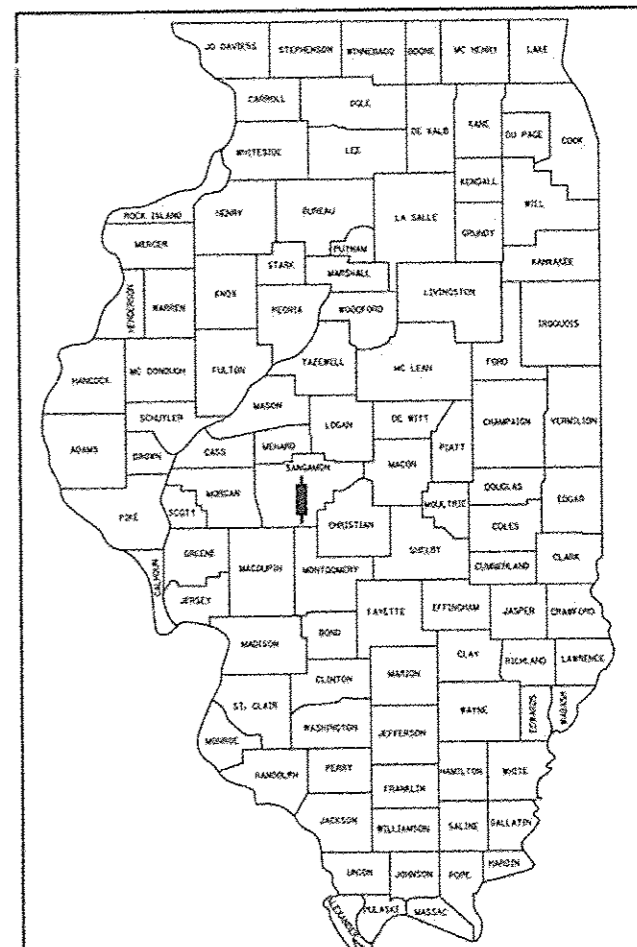 JO DAVIESS STEPHENSON WINNEBAGO BOONE MC HENRY LAKE
CARROLL OGLE DE KALB KANE DU PAGE COOK
WHITESIDE LEE
KENDALL WILL
ROCK ISLAND HENRY BUREAU LA SALLE GRUNDY
MERCER PUTNAM KANKAKEE
STARK MARSHALL
HENDERSON WARREN KNOX PEORIA WOODFORD LIVINGSTON IROQUOIS
HANCOCK MC DONOUGH FULTON TAZEWELL MC LEAN FORD
SCHUYLER MASON LOGAN DE WITT PIATT CHAMPAIGN VERMILION
ADAMS BROWN CASS MENARD MACON
SANGAMON
PIKE SCOTT MORGAN CHRISTIAN MOULTRIE DOUGLAS EDGAR
COLES
GREENE MACOUPIN MONTGOMERY SHELBY CUMBERLAND CLARK
CALHOUN JERSEY FAYETTE EFFINGHAM JASPER CRAWFORD
MADISON BOND CLAY RICHLAND LAWRENCE
CLINTON MARION
ST. CLAIR WAYNE EDWARDS WABASH
MONROE WASHINGTON JEFFERSON
RANDOLPH PERRY HAMILTON WHITE
FRANKLIN
JACKSON WILLIAMSON SALINE GALLATIN
UNION JOHNSON POPE HARDIN
ALEXANDER PULASKI MASSAC